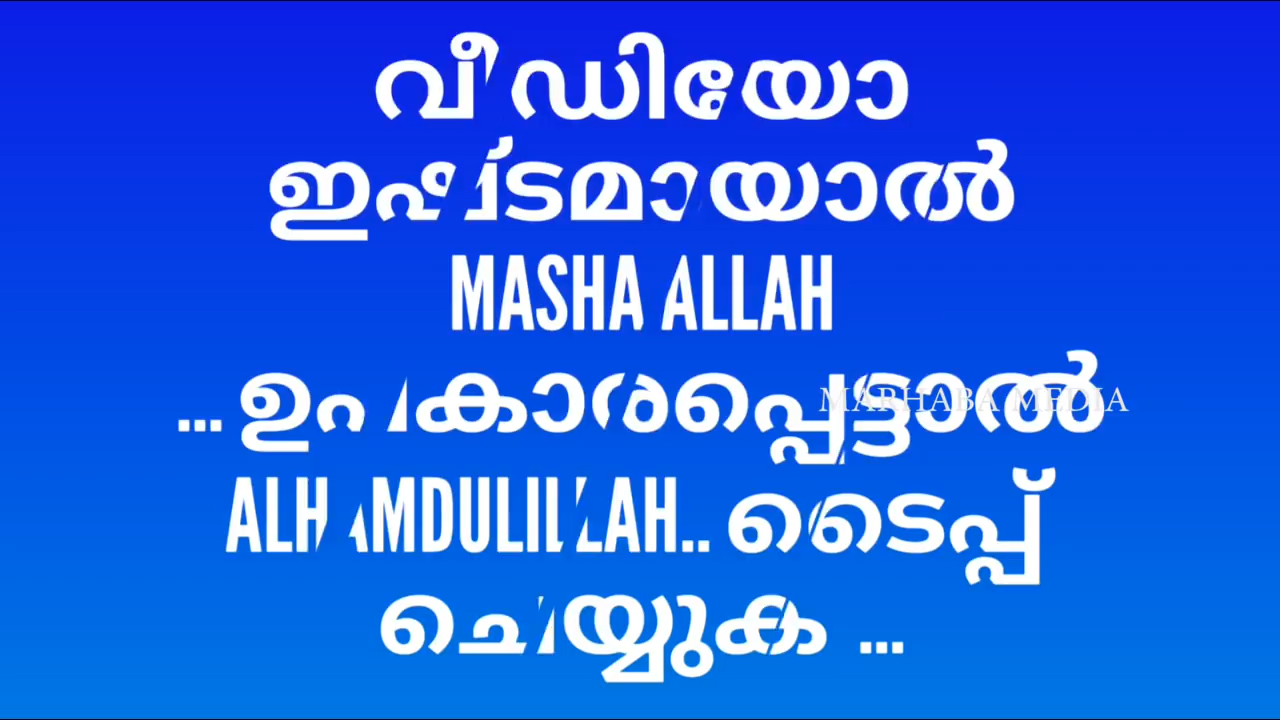 വീഡിയോ
ഇഷ്ടമായാൽ
MASHA ALLAH
... ഉപകാരപ്പെട്ടാൽ
MARHABA MEDIA
ALHAMDULILLAH.. ടൈപ്പ്
ചെയ്യുക ...